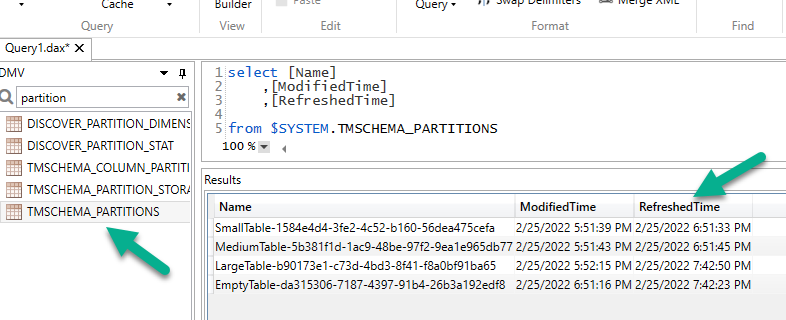 Cache
View
Builder
Paste
Query
Swap Delimiters
Merge XML
Query
Edit
Format
Find
Query1.dax*
DMV
partition
DISCOVER_PARTITION_DIMENS
DISCOVER_PARTITION_STAT
TMSCHEMA_COLUMN_PARTITI
TMSCHEMA_PARTITION_STORA
TMSCHEMA_PARTITIONS
1 select [Name]
2 ,[ModifiedTime]
3 ,[RefreshedTime]
4
5 from $SYSTEM.TMSCHEMA_PARTITIONS
100 %
Results
Name ModifiedTime RefreshedTime
SmallTable-1584e4d4-3fe2-4c52-b160-56dea475cefa 2/25/2022 5:51:39 PM 2/25/2022 6:51:33 PM
MediumTable-5b381f1d-1ac9-48be-97f2-9ea1e965db77 2/25/2022 5:51:43 PM 2/25/2022 6:51:45 PM
LargeTable-b90173e1-c73d-4bd3-8f41-f8a0bf91ba65 2/25/2022 5:52:15 PM 2/25/2022 7:42:50 PM
EmptyTable-da315306-7187-4397-91b4-26b3a192edf8 2/25/2022 6:51:16 PM 2/25/2022 7:42:23 PM